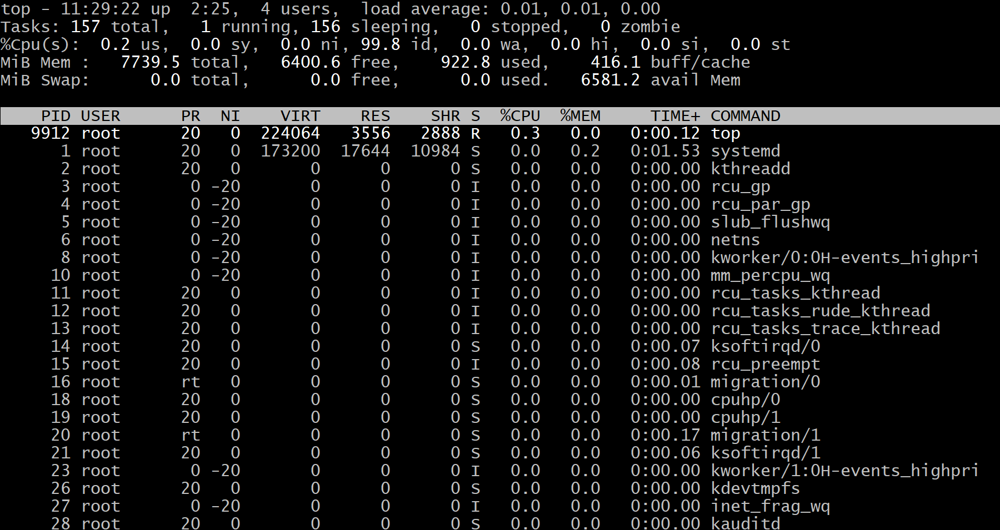 top - 11:29:22 up  2:25,  4 users,  load average: 0.01, 0.01, 0.00
Tasks: 157 total,   1 running, 156 sleeping,   0 stopped,   0 zombie
%Cpu(s):  0.2 us,  0.0 sy,  0.0 ni, 99.8 id,  0.0 wa,  0.0 hi,  0.0 si,  0.0 st
MiB Mem :   7739.5 total,   6400.6 free,    922.8 used,    416.1 buff/cache
MiB Swap:      0.0 total,      0.0 free,      0.0 used.   6581.2 avail Mem
    PID USER      PR  NI    VIRT    RES    SHR S  %CPU  %MEM     TIME+ COMMAND
   9912 root      20   0  224064   3556   2888 R   0.3   0.0   0:00.12 top
      1 root      20   0  173200  17644  10984 S   0.0   0.2   0:01.53 systemd
      2 root      20   0       0      0      0 S   0.0   0.0   0:00.00 kthreadd
      3 root       0 -20       0      0      0 I   0.0   0.0   0:00.00 rcu_gp
      4 root       0 -20       0      0      0 I   0.0   0.0   0:00.00 rcu_par_gp
      5 root       0 -20       0      0      0 I   0.0   0.0   0:00.00 slub_flushwq
      6 root       0 -20       0      0      0 I   0.0   0.0   0:00.00 netns
      8 root       0 -20       0      0      0 I   0.0   0.0   0:00.00 kworker/0:0H-events_highpri
     10 root       0 -20       0      0      0 I   0.0   0.0   0:00.00 mm_percpu_wq
     11 root      20   0       0      0      0 I   0.0   0.0   0:00.00 rcu_tasks_kthread
     12 root      20   0       0      0      0 I   0.0   0.0   0:00.00 rcu_tasks_rude_kthread
     13 root      20   0       0      0      0 I   0.0   0.0   0:00.00 rcu_tasks_trace_kthread
     14 root      20   0       0      0      0 S   0.0   0.0   0:00.07 ksoftirqd/0
     15 root      20   0       0      0      0 I   0.0   0.0   0:00.08 rcu_preempt
     16 root      rt   0       0      0      0 S   0.0   0.0   0:00.01 migration/0
     18 root      20   0       0      0      0 S   0.0   0.0   0:00.00 cpuhp/0
     19 root      20   0       0      0      0 S   0.0   0.0   0:00.00 cpuhp/1
     20 root      rt   0       0      0      0 S   0.0   0.0   0:00.17 migration/1
     21 root      20   0       0      0      0 S   0.0   0.0   0:00.06 ksoftirqd/1
     23 root       0 -20       0      0      0 I   0.0   0.0   0:00.00 kworker/1:0H-events_highpri
     26 root      20   0       0      0      0 S   0.0   0.0   0:00.00 kdevtmpfs
     27 root       0 -20       0      0      0 I   0.0   0.0   0:00.00 inet_frag_wq
     28 root      20   0       0      0      0 S   0.0   0.0   0:00.00 kauditd